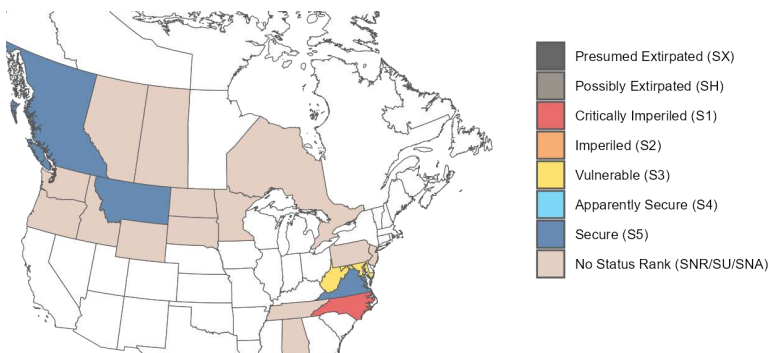 Presumed Extirpated (SX)
Possibly Extirpated (SH)
Critically Imperiled (S1)
Imperiled (S2)
Vulnerable (S3)
Apparently Secure (S4)
Secure (S5)
No Status Rank (SNR/SU/SNA)